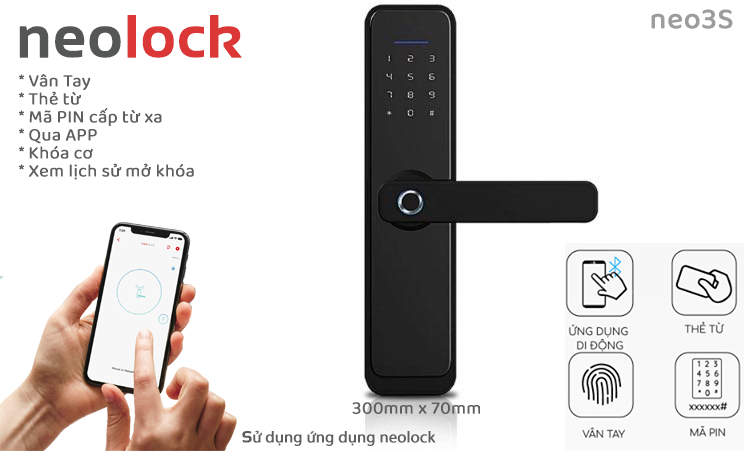 neolock
neo3S
* Vân Tay
* Thẻ từ
* Mã PIN cấp từ xa
* Qua APP
* Khóa cơ
* Xem lịch sử mở khóa
1 2 3
4 5 6
7 8 9
* 0 #
ỨNG DỤNG
DI ĐỘNG
THẺ TỪ
1 2 3
4 5 6
7 8 9
* 0 #
xxxxxx#
VÂN TAY
MÃ PIN
300mm x 70mm
Sử dụng ứng dụng neolock